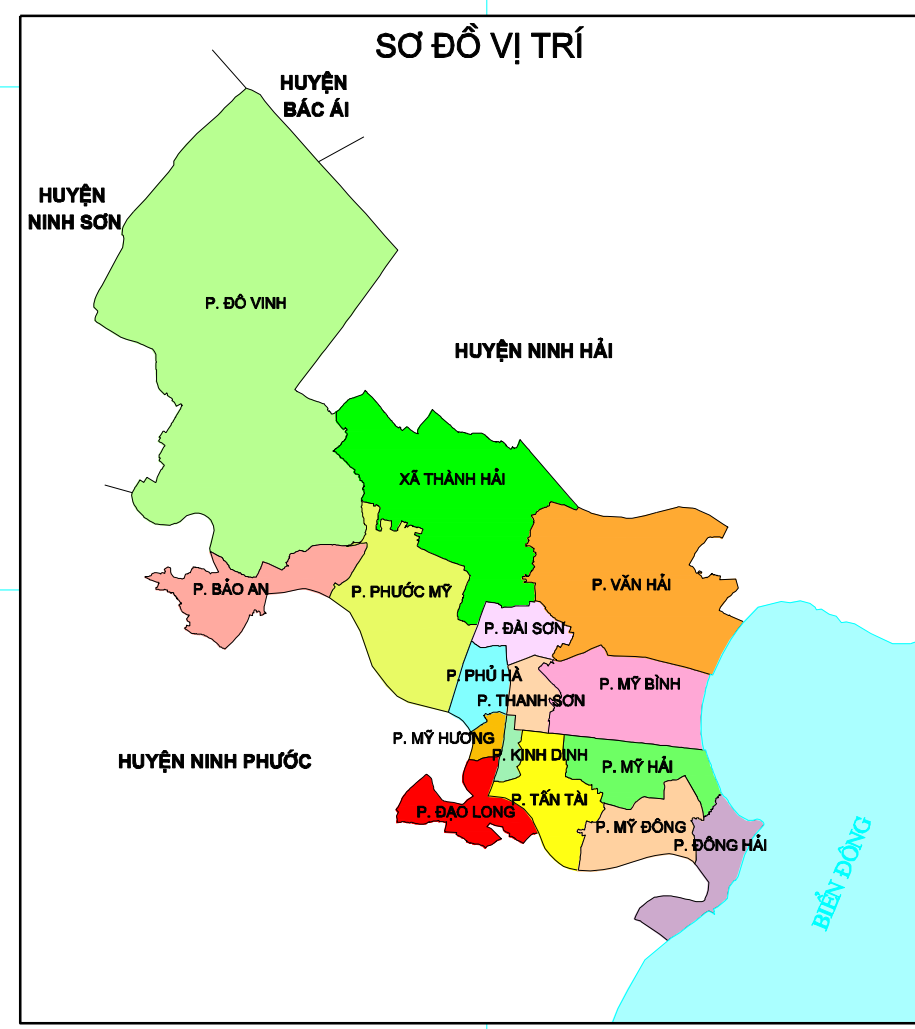 SƠ ĐỒ VỊ TRÍ
HUYỆN
BÁC ÁI
HUYỆN
NINH SƠN
P. ĐÔ VINH
HUYỆN NINH HẢI
XÃ THÀNH HẢI
P. BẢO AN
P. PHƯỚC MỸ
P. VĂN HẢI
P. ĐÀI SƠN
P. PHỦ HÀ
P. MỸ BÌNH
P. THANH SƠN
P. MỸ HƯƠNG
P. KINH DINH
HUYỆN NINH PHƯỚC
P. MỸ HẢI
P. TẤN TÀI
P. ĐẠO LONG
P. MỸ ĐÔNG
P. ĐÔNG HẢI
BIỂN ĐÔNG